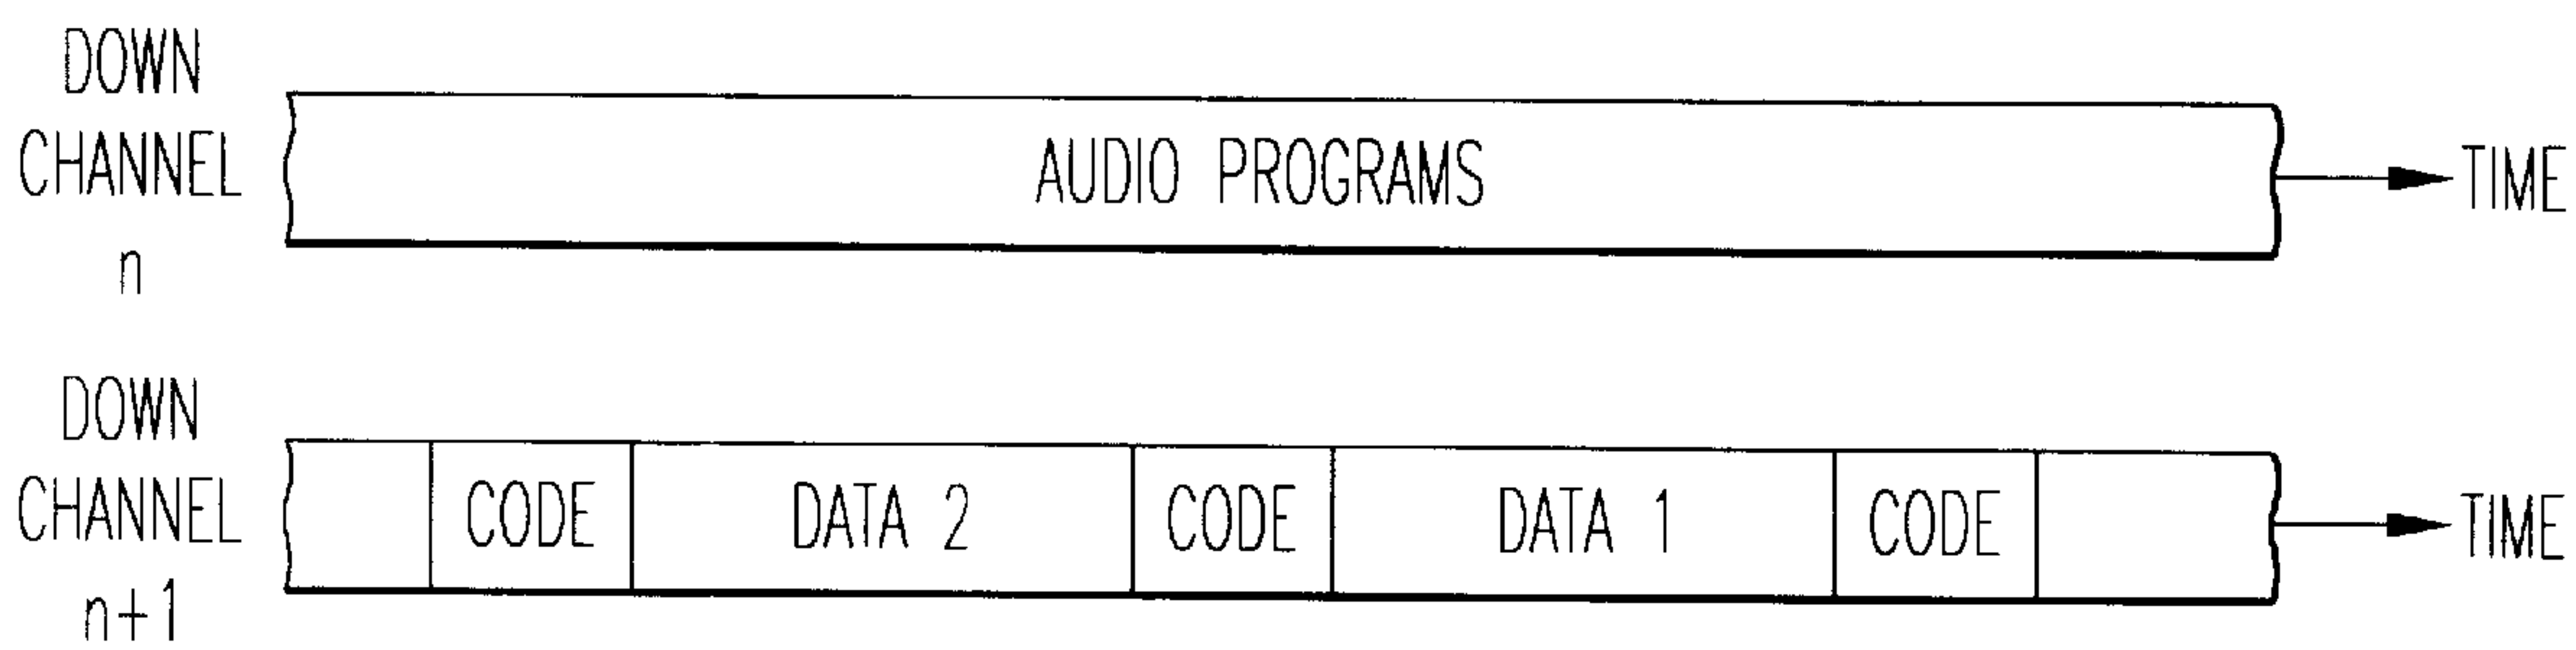 DOWN
CHANNEL
n
AUDIO PROGRAMS
TIME
DOWN
CHANNEL
n+1
CODE
DATA 2
CODE
DATA 1
CODE
TIME